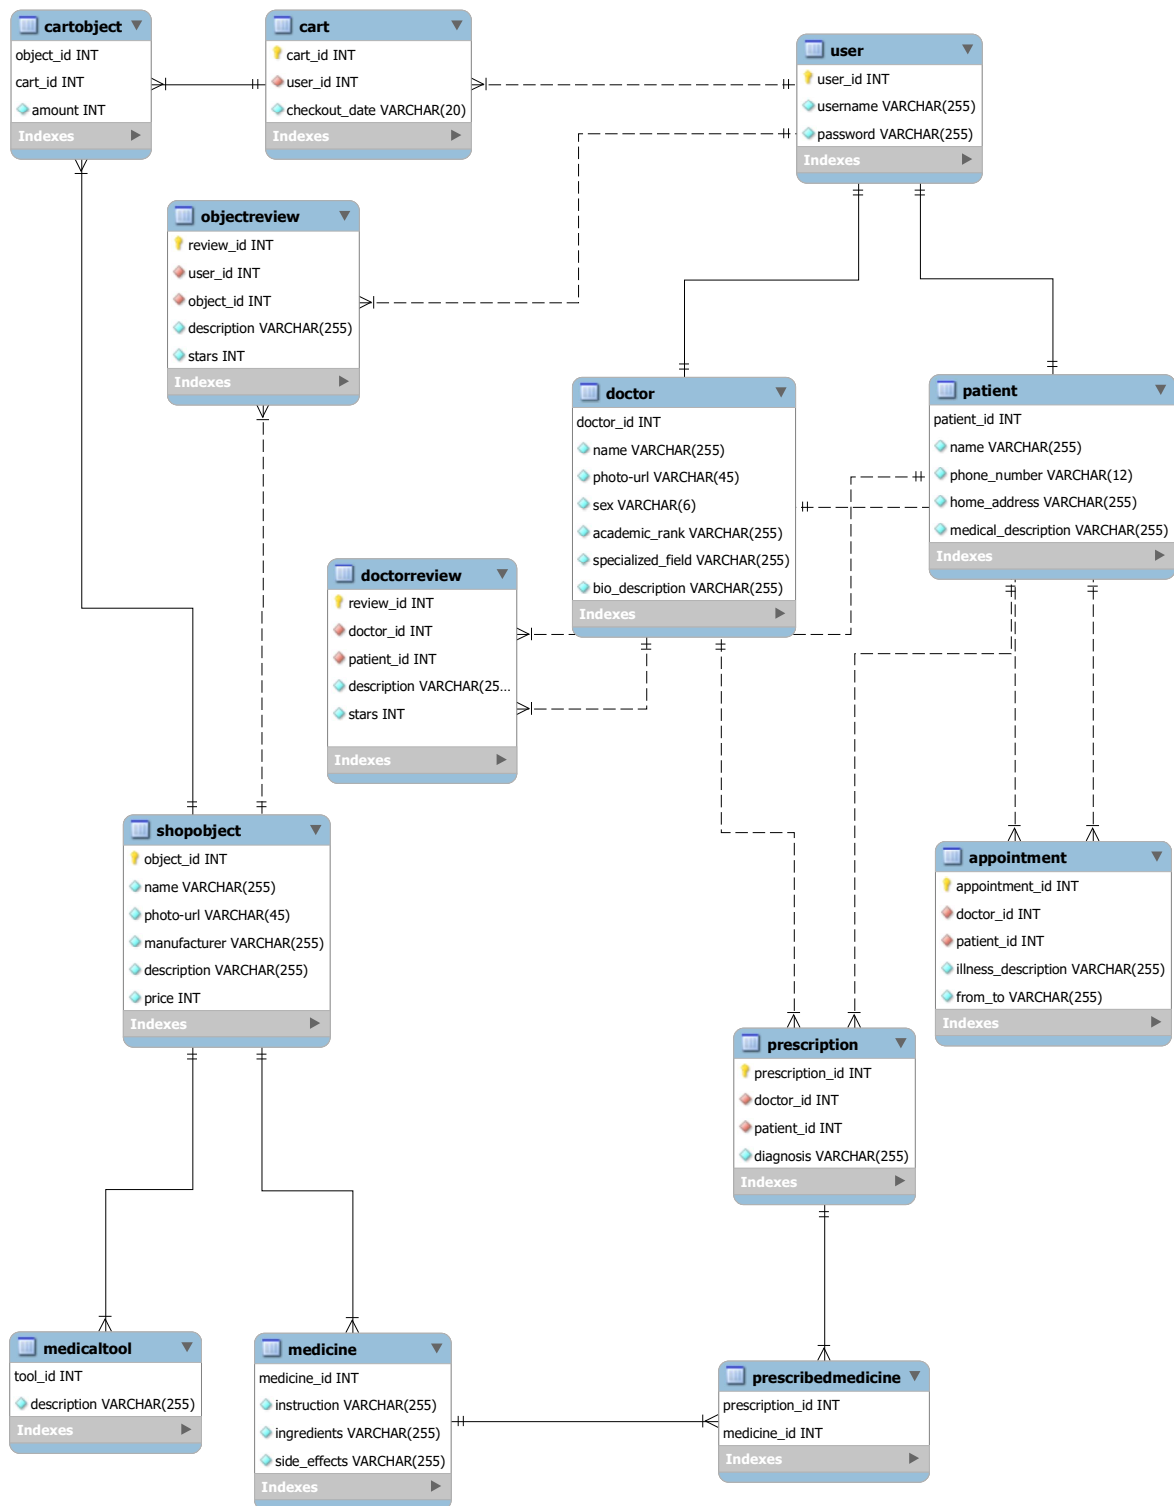 cartobject
object_id INT
cart_id INT
amount INT
Indexes
cart
cart_id INT
user_id INT
checkout_date VARCHAR(20)
Indexes
user
user_id INT
username VARCHAR(255)
password VARCHAR(255)
Indexes
objectreview
review_id INT
user_id INT
object_id INT
description VARCHAR(255)
stars INT
Indexes
doctor
doctor_id INT
name VARCHAR(255)
photo-url VARCHAR(45)
sex VARCHAR(6)
academic_rank VARCHAR(255)
specialized_field VARCHAR(255)
bio_description VARCHAR(255)
Indexes
patient
patient_id INT
name VARCHAR(255)
phone_number VARCHAR(12)
home_address VARCHAR(255)
medical_description VARCHAR(255)
Indexes
doctorreview
review_id INT
doctor_id INT
patient_id INT
description VARCHAR(25...
stars INT
Indexes
shopobject
object_id INT
name VARCHAR(255)
photo-url VARCHAR(45)
manufacturer VARCHAR(255)
description VARCHAR(255)
price INT
Indexes
appointment
appointment_id INT
doctor_id INT
patient_id INT
illness_description VARCHAR(255)
from_to VARCHAR(255)
Indexes
prescription
prescription_id INT
doctor_id INT
patient_id INT
diagnosis VARCHAR(255)
Indexes
medicaltool
tool_id INT
description VARCHAR(255)
Indexes
medicine
medicine_id INT
instruction VARCHAR(255)
ingredients VARCHAR(255)
side_effects VARCHAR(255)
Indexes
prescribedmedicine
prescription_id INT
medicine_id INT
Indexes